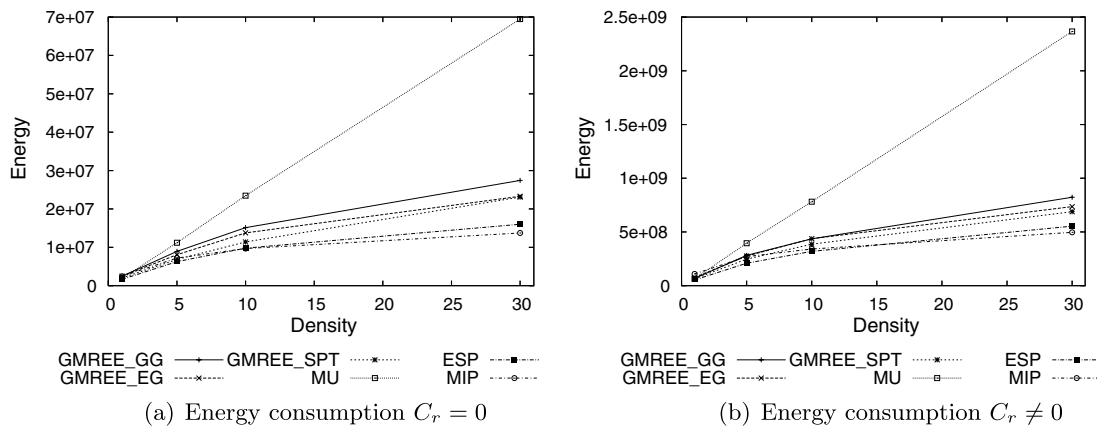 7e+07
6e+07
5e+07
4e+07
3e+07
2e+07
1e+07
0
Energy
0 5 10 15 20 25 30
Density
GMREE_GG GMREE_SPT ESP
GMREE_EG MU MIP
(a) Energy consumption C_r = 0
2.5e+09
2e+09
1.5e+09
1e+09
5e+08
0
Energy
0 5 10 15 20 25 30
Density
GMREE_GG GMREE_SPT ESP
GMREE_EG MU MIP
(b) Energy consumption C_r ≠ 0